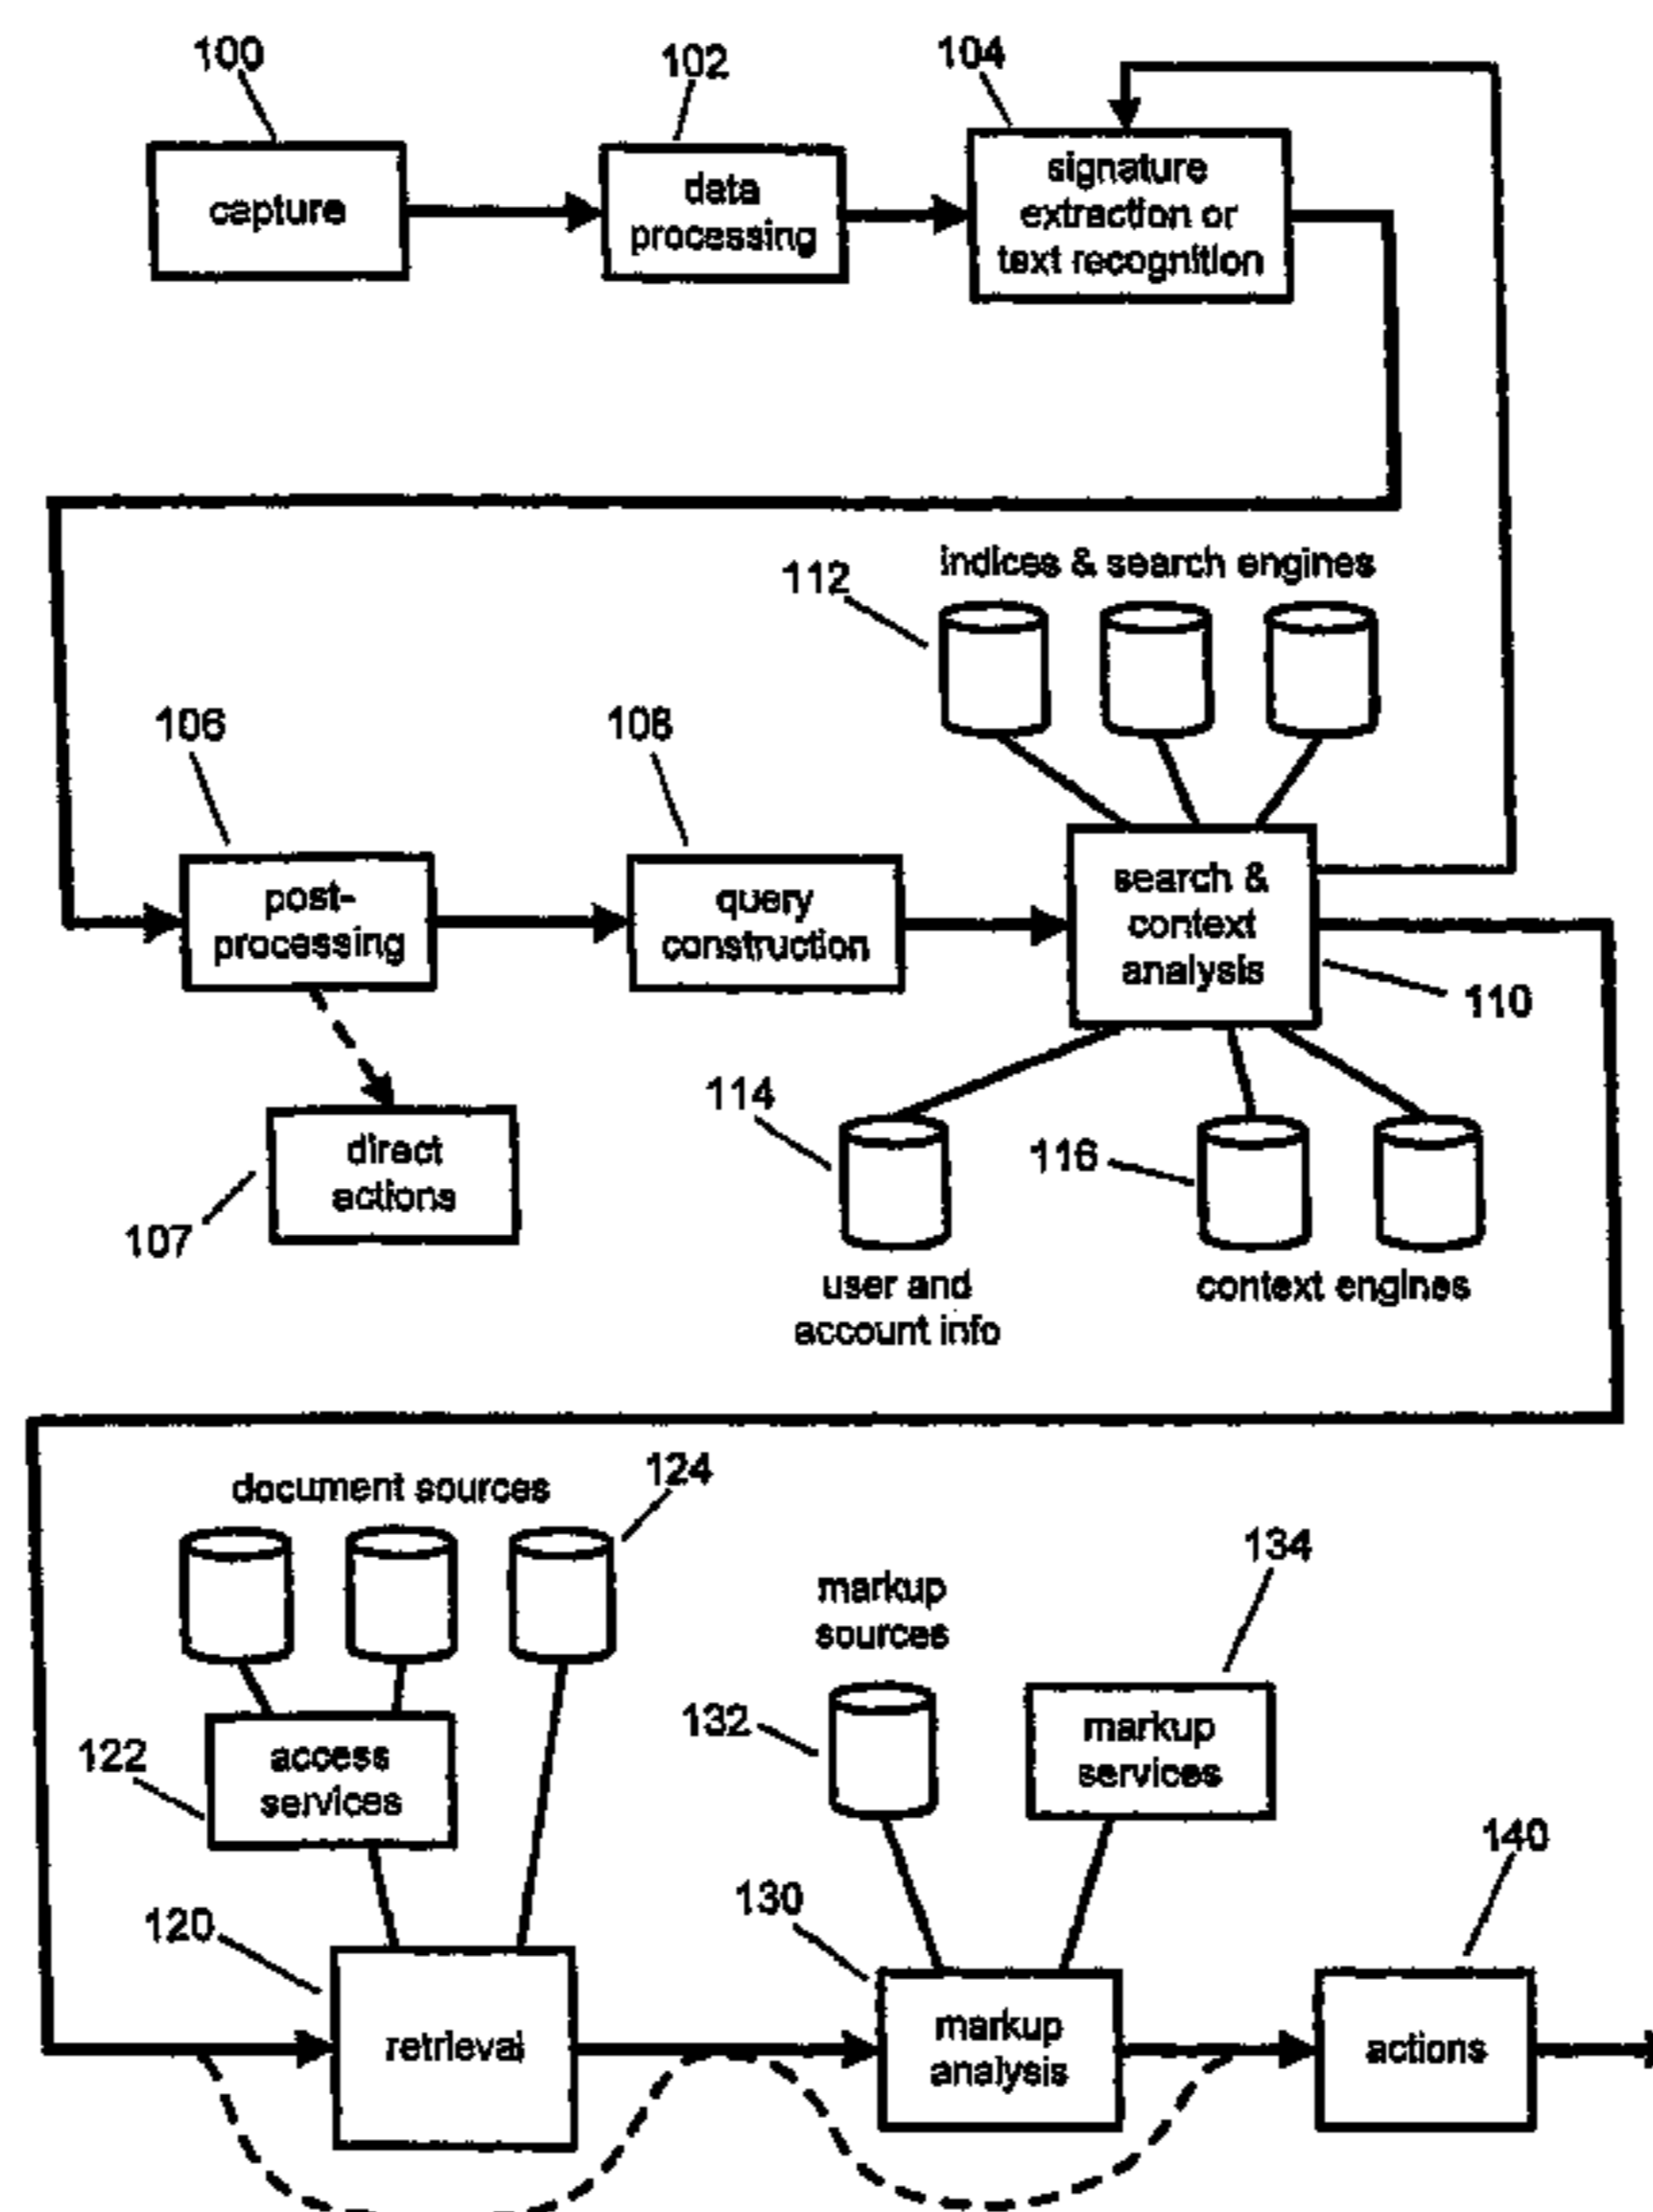 100
102
104
capture
data
processing
signature
extraction or
text recognition
indices & search engines
112
106
108
post-
processing
query
construction
search &
context
analysis
110
114
116
direct
actions
107
user and
account info
context engines
document sources
124
134
markup
sources
132
markup
services
122
access
services
140
130
120
retrieval
markup
analysis
actions